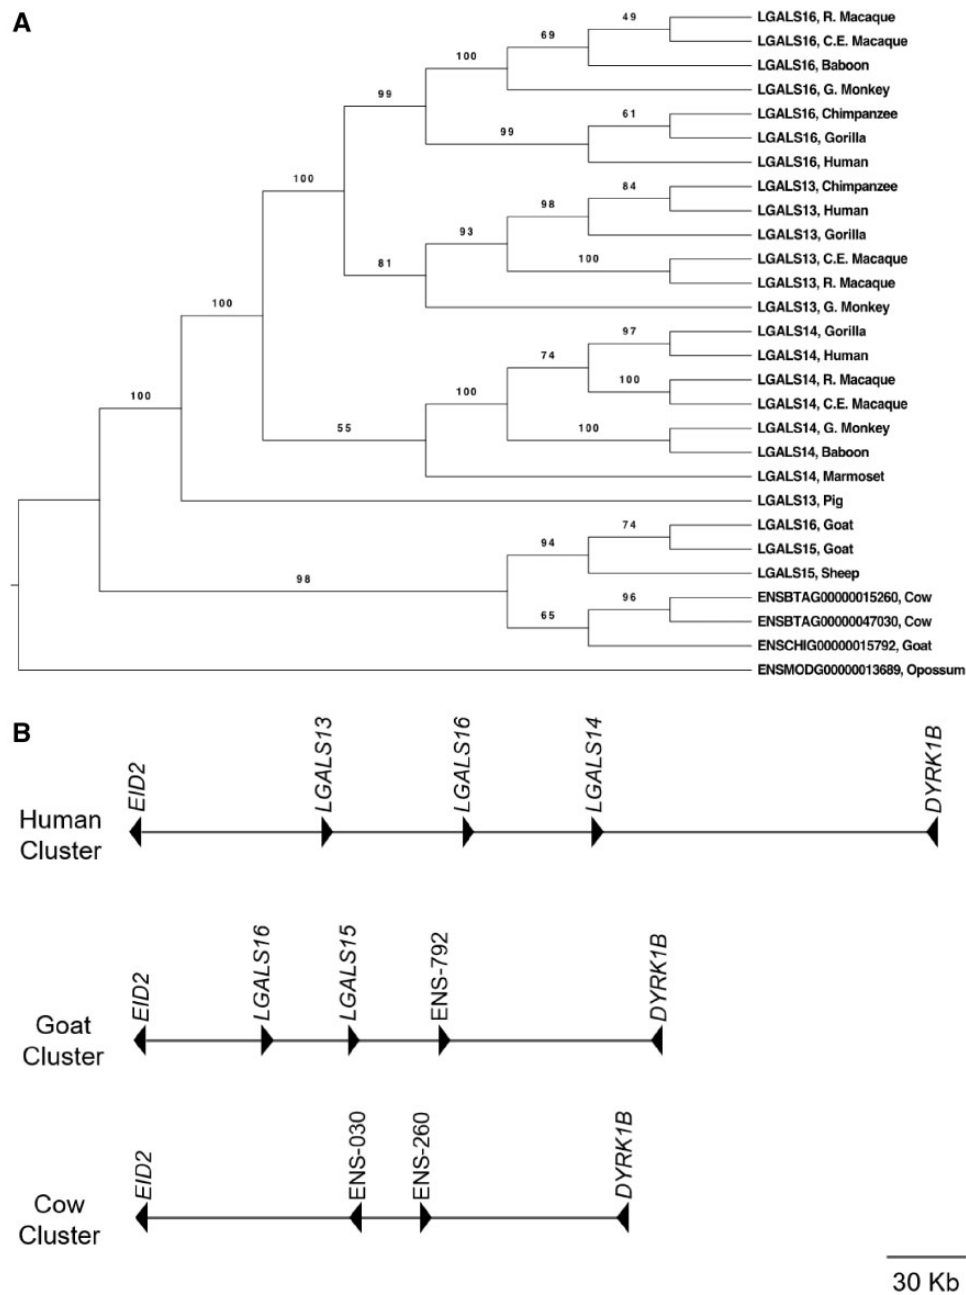 A
49
LGALS16, R. Macaque
69
LGALS16, C.E. Macaque
100
LGALS16, Baboon
99
LGALS16, G. Monkey
61
LGALS16, Chimpanzee
99
LGALS16, Gorilla
LGALS16, Human
100
84
LGALS13, Chimpanzee
98
LGALS13, Human
93
LGALS13, Gorilla
81
100
LGALS13, C.E. Macaque
LGALS13, R. Macaque
100
LGALS13, G. Monkey
97
LGALS14, Gorilla
74
LGALS14, Human
100
LGALS14, R. Macaque
100
LGALS14, C.E. Macaque
100
55
100
LGALS14, G. Monkey
LGALS14, Baboon
LGALS14, Marmoset
LGALS13, Pig
74
LGALS16, Goat
94
LGALS15, Goat
98
LGALS15, Sheep
96
ENSBTAG00000015260, Cow
65
ENSBTAG00000047030, Cow
ENSCHIG00000015792, Goat
ENSMODG00000013689, Opossum
B
Human
Cluster
EID2
LGALS13
LGALS16
LGALS14
DYRK1B
Goat
Cluster
EID2
LGALS16
LGALS15
ENS-792
DYRK1B
Cow
Cluster
EID2
ENS-030
ENS-260
DYRK1B
30 Kb